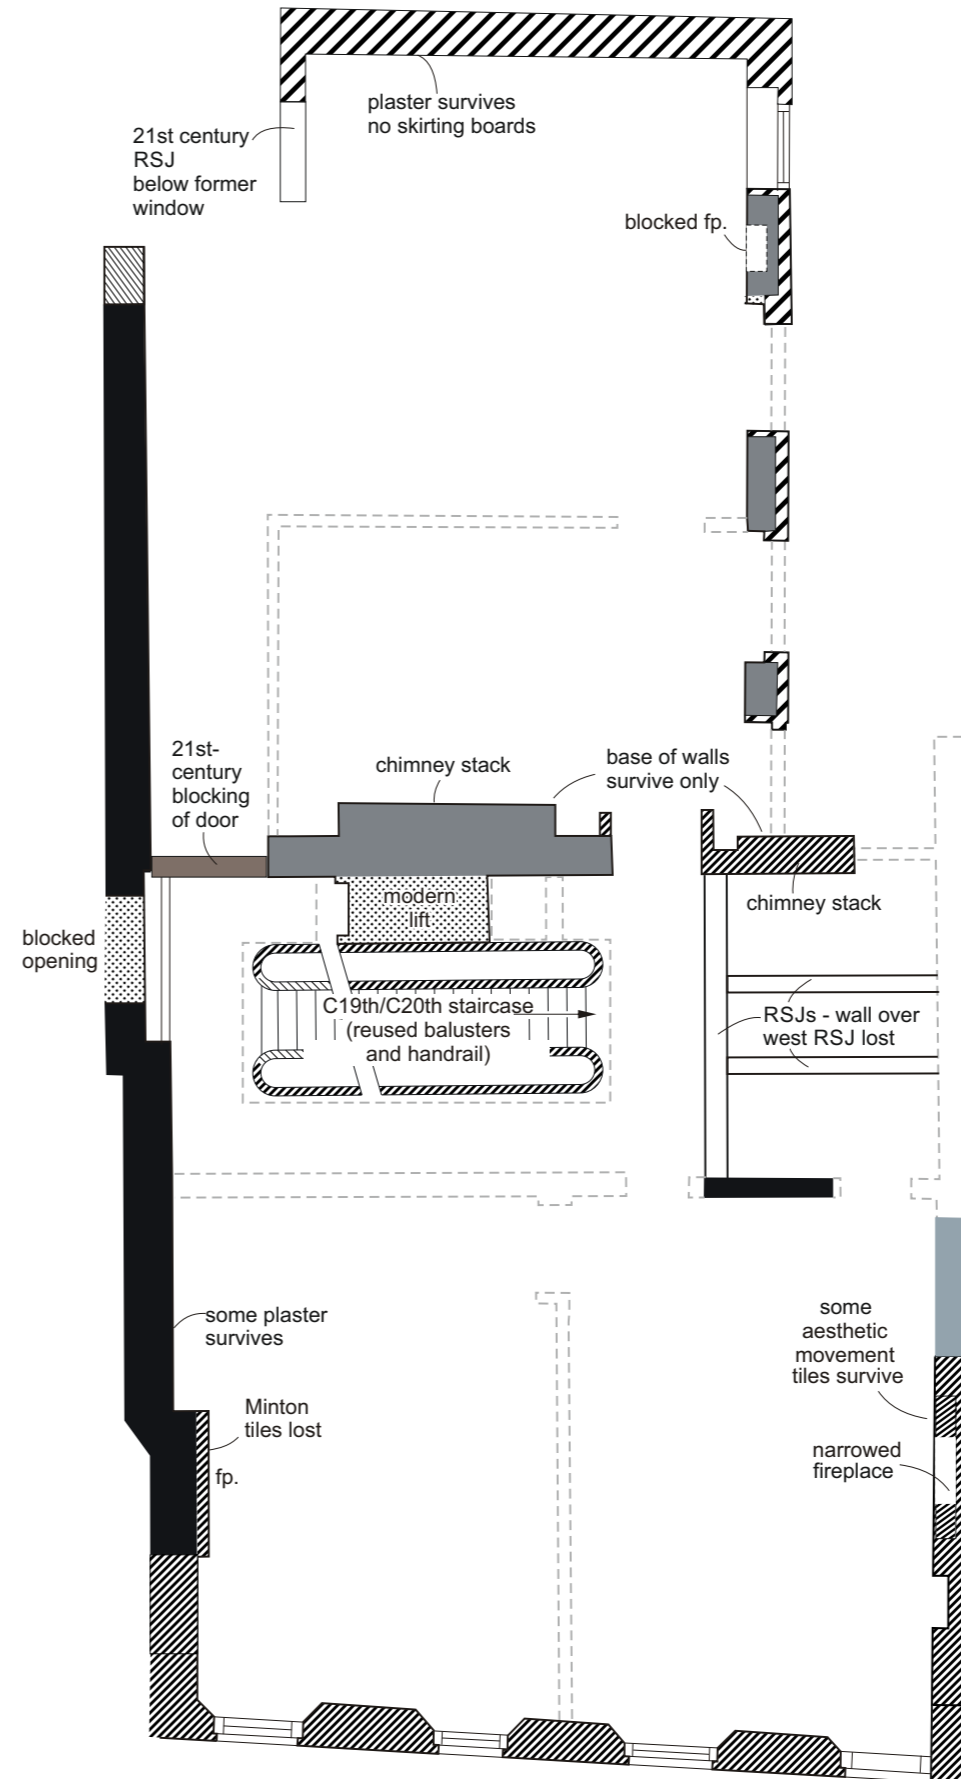 plaster survives
no skirting boards
21st century
RSJ
below former
window
blocked fp.
21st-
century
blocking
of door
chimney stack
base of walls
survive only
modern
lift
chimney stack
blocked
opening
C19th/C20th staircase
(reused balusters
and handrail)
RSJs - wall over
west RSJ lost
some plaster
survives
some
aesthetic
movement
tiles survive
Minton
tiles lost
fp.
narrowed
fireplace